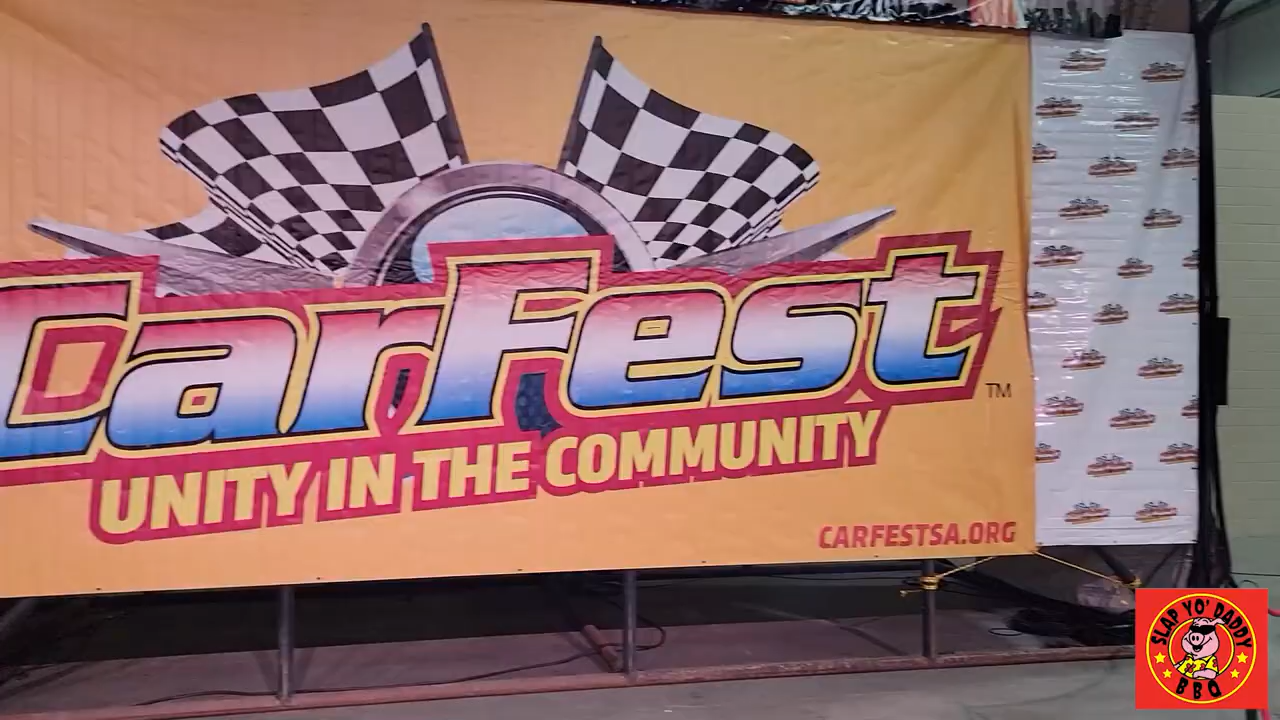 CarFest
TM
UNITY IN THE COMMUNITY
CARFESTSA.ORG
SLAP YO' DADDY
BBQ